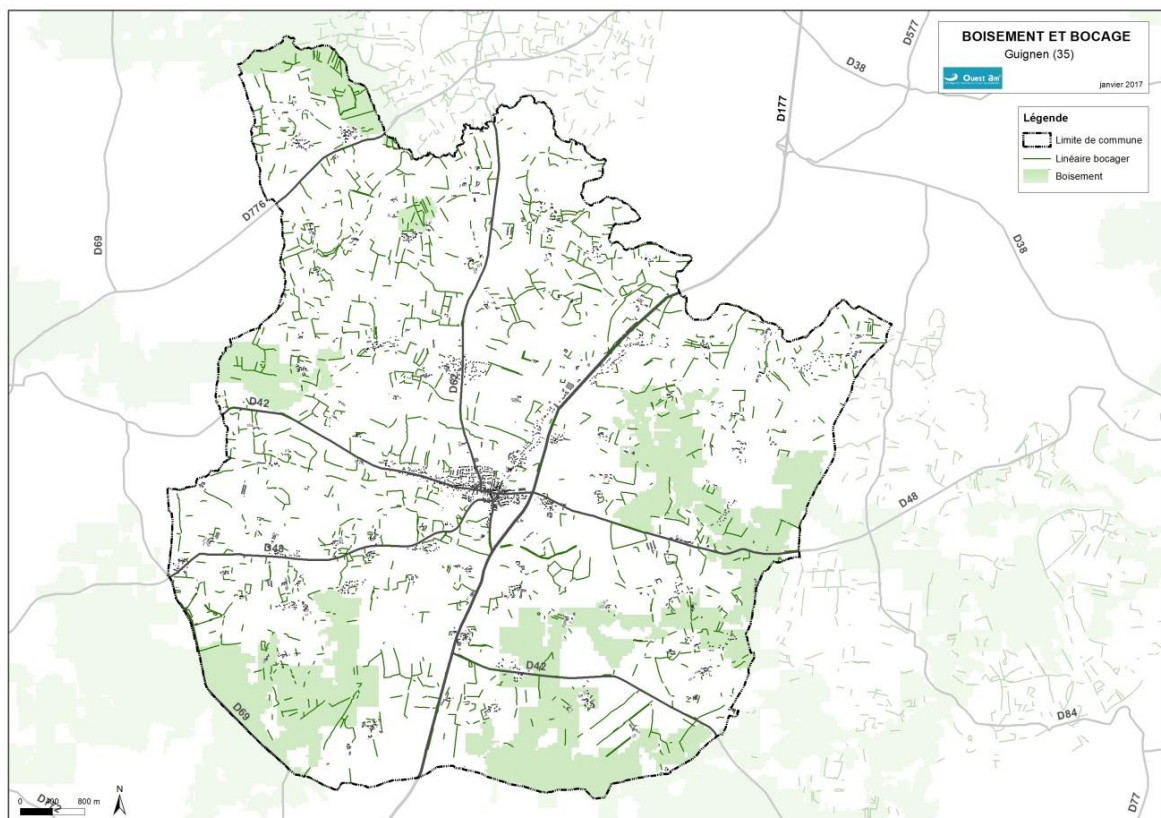 BOISEMENT ET BOCAGE
Guignen (35)
Ouest am'
janvier 2017
Légende
Limite de commune
Linéaire bocager
Boisement
D577
D38
D177
D776
D69
D38
D62
D42
D48
D48
D42
D69
D84
D77
0
800 m
N